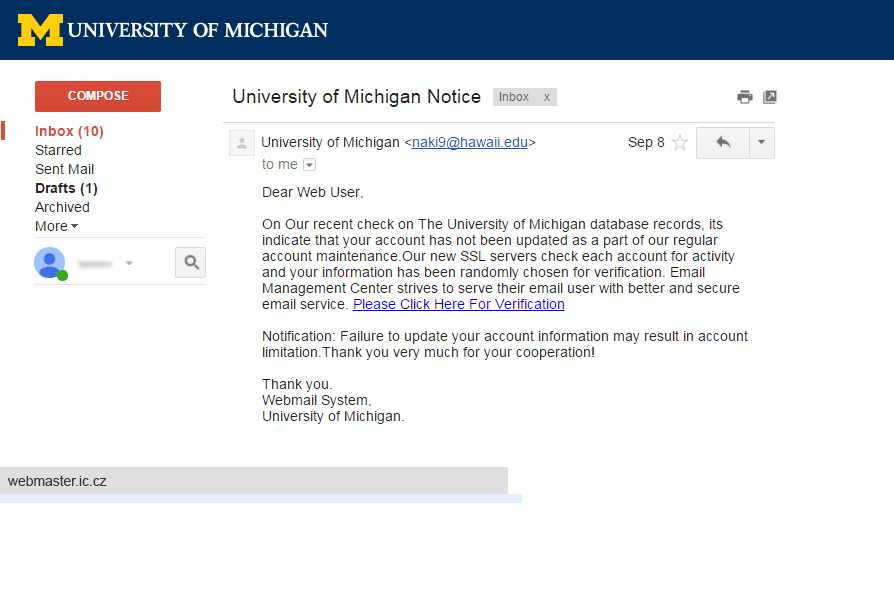 M UNIVERSITY OF MICHIGAN
COMPOSE
Inbox (10)
Starred
Sent Mail
Drafts (1)
Archived
More
University of Michigan Notice Inbox x
University of Michigan <naki9@hawaii.edu> Sep 8
to me
Dear Web User,
On Our recent check on The University of Michigan database records, its
indicate that your account has not been updated as a part of our regular
account maintenance.Our new SSL servers check each account for activity
and your information has been randomly chosen for verification. Email
Management Center strives to serve their email user with better and secure
email service. Please Click Here For Verification
Notification: Failure to update your account information may result in account
limitation.Thank you very much for your cooperation!
Thank you.
Webmail System,
University of Michigan.
webmaster.ic.cz